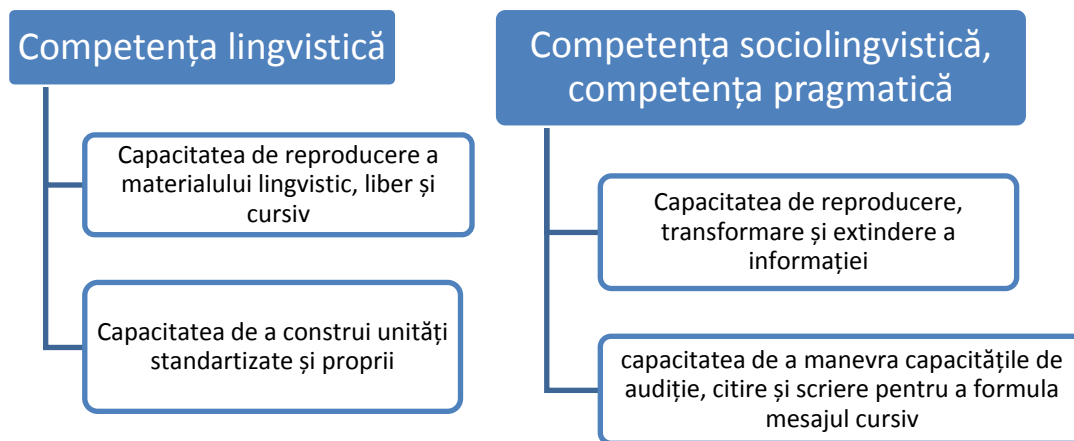 Competența lingvistică
Capacitatea de reproducere a
materialului lingvistic, liber și
cursiv
Capacitatea de a construi unități
standartizate și proprii
Competența sociolingvistică,
competența pragmatică
Capacitatea de reproducere,
transformare și extindere a
informației
capacitatea de a manevra capacitățile de
audiție, citire și scriere pentru a formula
mesajul cursiv